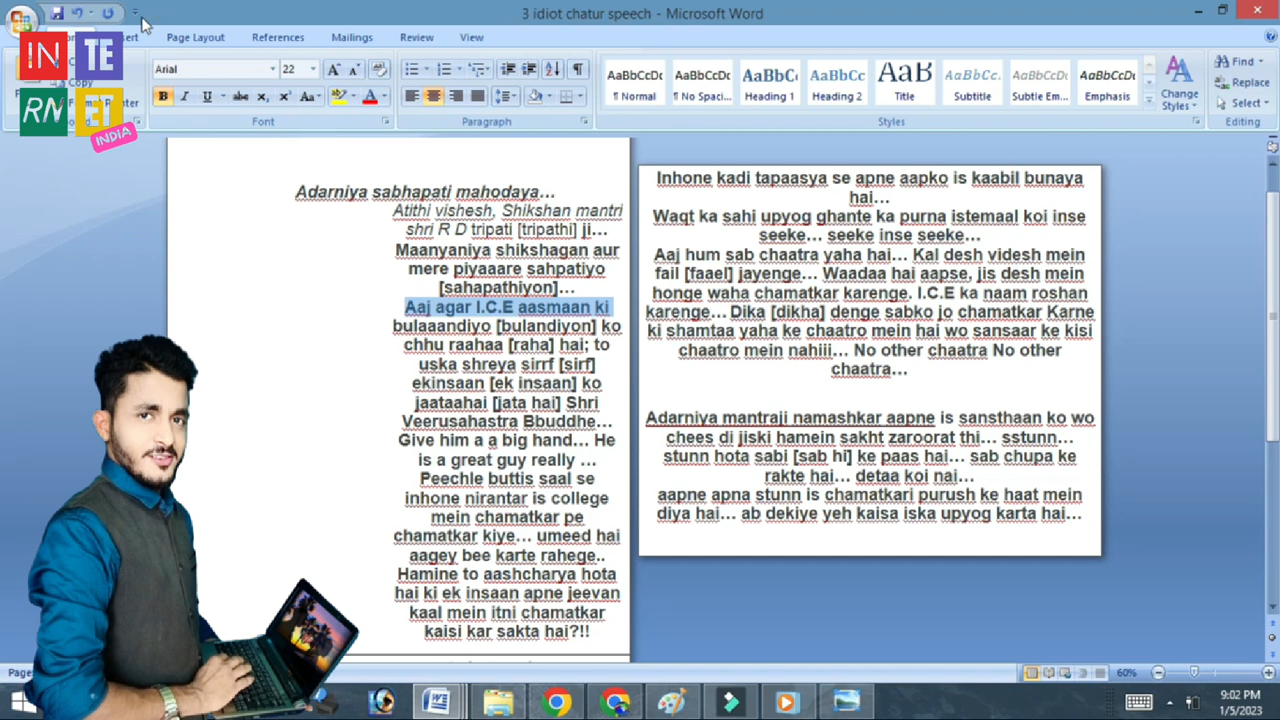 3 idiot chatur speech - Microsoft Word
IN TE
RN ET
INDIA
Page Layout References Mailings Review View
Copy
Arial 22
Font
Paragraph
AaBbCcDc AaBbCcDc AaBbCc AaBbCc AaB AaBbCcL AaBbCcDc AaBbCcDc
¶ Normal ¶ No Spaci... Heading 1 Heading 2 Title Subtitle Subtle Em... Emphasis
Styles
Change
Styles
Find
Replace
Select
Editing
Adarniya sabhapati mahodaya…
Atithi vishesh, Shikshan mantri
shri R D tripati [tripathi] ji…
Maanyaniya shikshagan aur
mere piyaaare sahpatiyo
[sahapathiyon]…
Aaj agar I.C.E aasmaan ki
bulaaandiyo [bulandiyon] ko
chhu raahaa [raha] hai; to
uska shreya sirrf [sirf]
ekinsaan [ek insaan] ko
jaataahai [jata hai] Shri
Veerusahastra Bbuddhe…
Give him a a big hand… He
is a great guy really …
Peechle buttis saal se
inhone nirantar is college
mein chamatkar pe
chamatkar kiye… umeed hai
aagey bee karte rahege..
Hamine to aashcharya hota
hai ki ek insaan apne jeevan
kaal mein itni chamatkar
kaisi kar sakta hai?!!
Inhone kadi tapaasya se apne aapko is kaabil bunaya
hai…
Waqt ka sahi upyog ghante ka purna istemaal koi inse
seeke… seeke inse seeke…
Aaj hum sab chaatra yaha hai… Kal desh videsh mein
fail [faael] jayenge… Waadaa hai aapse, jis desh mein
honge waha chamatkar karenge. I.C.E ka naam roshan
karenge… Dika [dikha] denge sabko jo chamatkar Karne
ki shamtaa yaha ke chaatro mein hai wo sansaar ke kisi
chaatro mein nahiii… No other chaatra No other
chaatra…
Adarniya mantraji namashkar aapne is sansthaan ko wo
chees di jiski hamein sakht zaroorat thi… sstunn…
stunn hota sabi [sab hi] ke paas hai… sab chupa ke
rakte hai… detaa koi nai…
aapne apna stunn is chamatkari purush ke haat mein
diya hai… ab dekiye yeh kaisa iska upyog karta hai…
60%
9:02 PM
1/5/2023